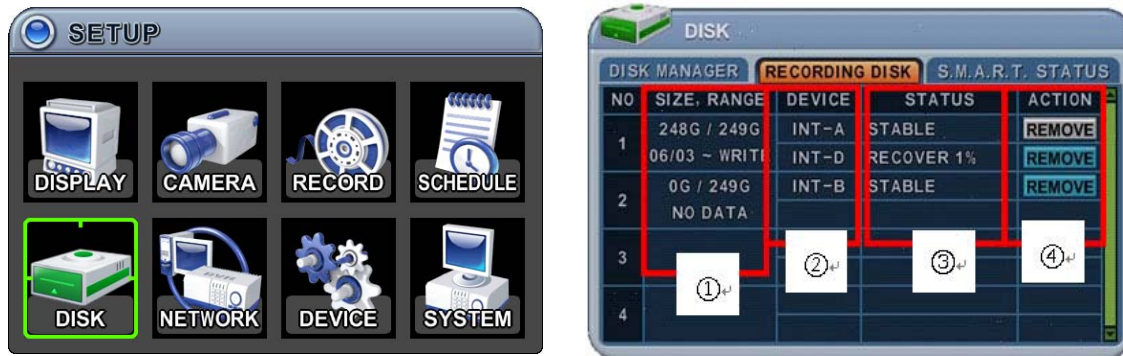 SETUP
DISPLAY CAMERA RECORD SCHEDULE
DISK NETWORK DEVICE SYSTEM
DISK
DISK MANAGER RECORDING DISK S.M.A.R.T. STATUS
NO SIZE, RANGE DEVICE STATUS ACTION
1 248G / 249G INT-A STABLE REMOVE
06/03 ~ WRITE INT-D RECOVER 1% REMOVE
2 0G / 249G INT-B STABLE REMOVE
NO DATA
3
4
① ② ③ ④